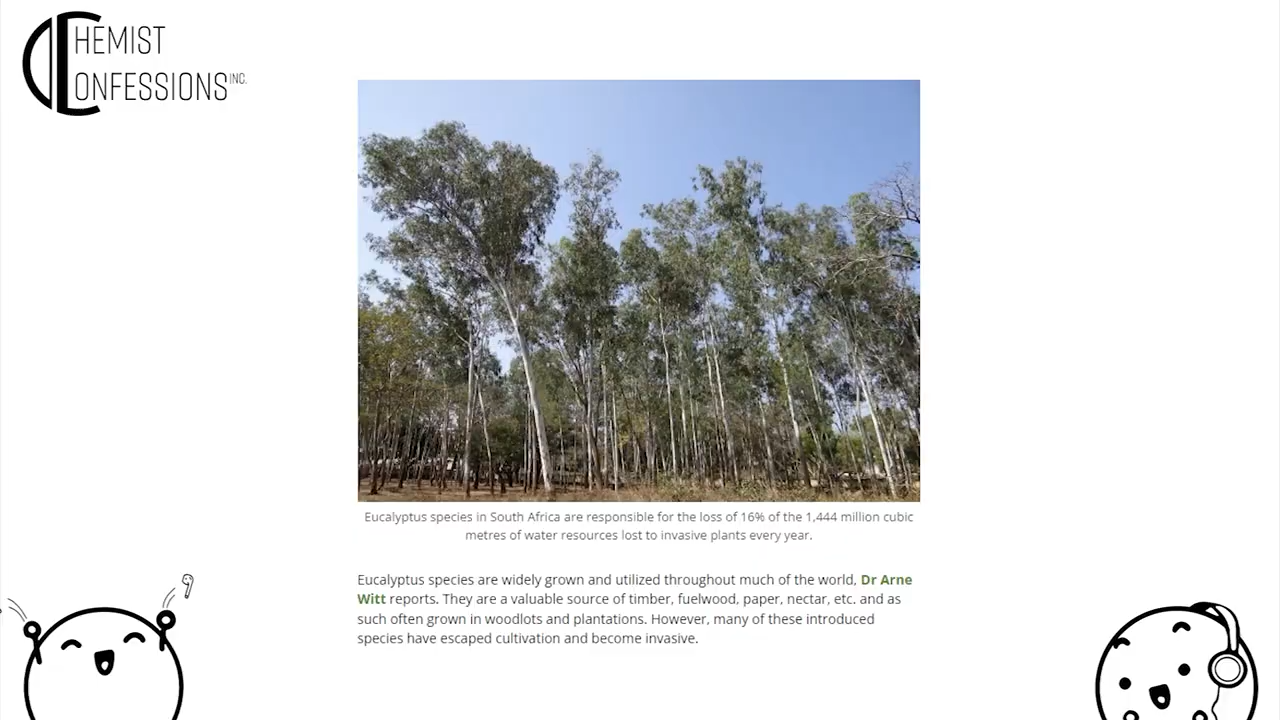 CHEMIST
CONFESSIONS INC.
Eucalyptus species in South Africa are responsible for the loss of 16% of the 1,444 million cubic
metres of water resources lost to invasive plants every year.
Eucalyptus species are widely grown and utilized throughout much of the world, Dr Arne
Witt reports. They are a valuable source of timber, fuelwood, paper, nectar, etc. and as
such often grown in woodlots and plantations. However, many of these introduced
species have escaped cultivation and become invasive.